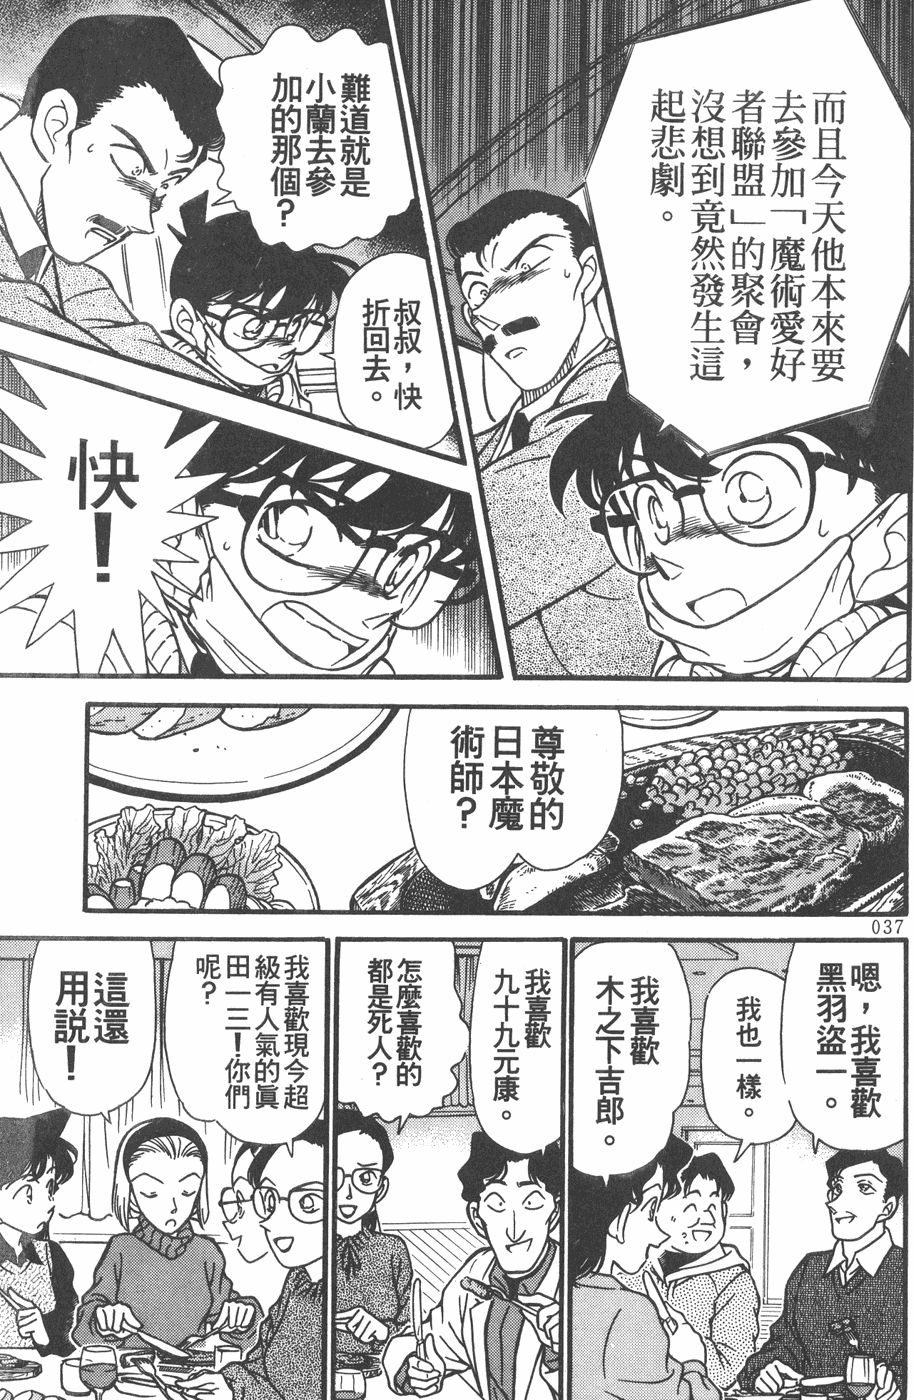 而且今天他本來要
去參加「魔術愛好
者聯盟」的聚會，
沒想到竟然發生這
起悲劇。
難道就是
小蘭去參
加的那個？
叔叔，快
折回去。
快！
尊敬的
日本魔
術師？
037
嗯，我喜歡
黑羽盜一。
我也一樣。
我喜歡
木之下吉郎。
我喜歡
九十九元康。
怎麼喜歡的
都是死人？
我喜歡現今超
級有人氣的眞
田一三！你們
呢？
這還
用説！